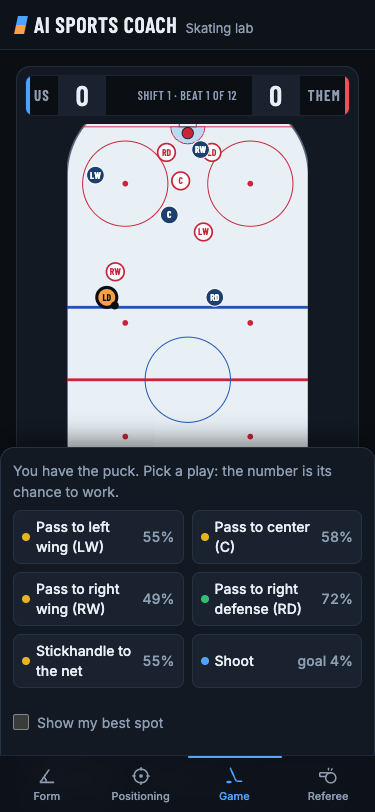 AI SPORTS COACH Skating lab
US 0 SHIFT 1 · BEAT 1 OF 12 0 THEM
RD RW LD
LW C
C
LW
RW
LD RD
You have the puck. Pick a play: the number is its
chance to work.
Pass to left
wing (LW) 55%
Pass to center
(C) 58%
Pass to right
wing (RW) 49%
Pass to right
defense (RD) 72%
Stickhandle to
the net 55%
Shoot goal 4%
Show my best spot
Form Positioning Game Referee